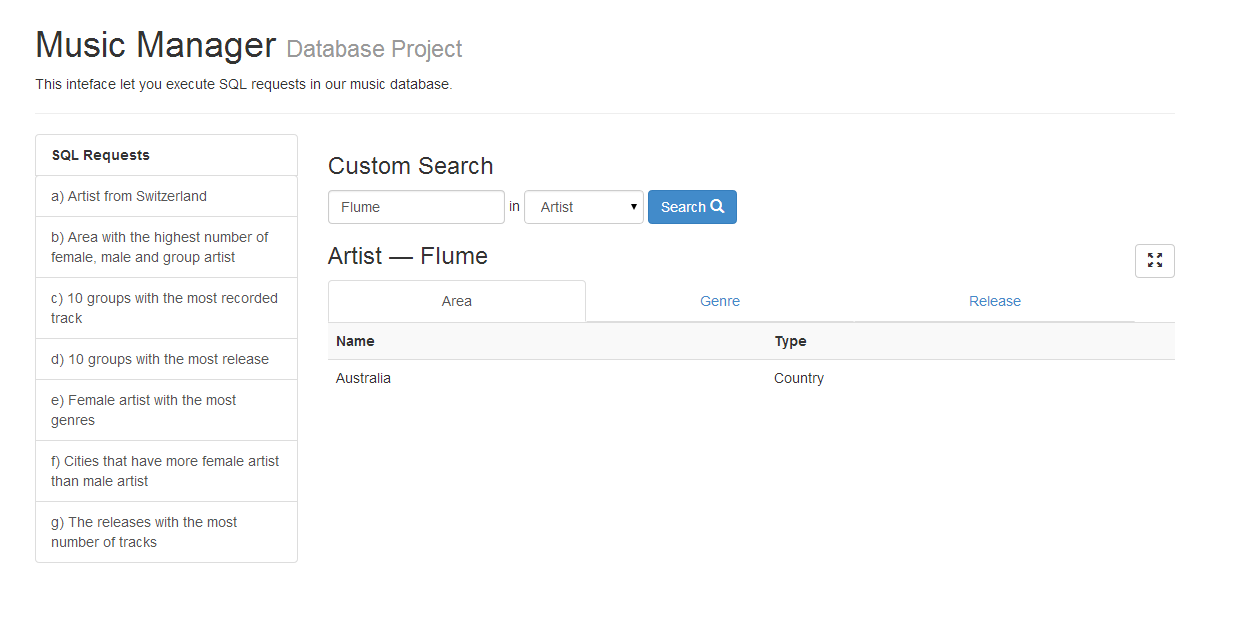 Music Manager Database Project
This inteface let you execute SQL requests in our music database.
SQL Requests
a) Artist from Switzerland
b) Area with the highest number of
female, male and group artist
c) 10 groups with the most recorded
track
d) 10 groups with the most release
e) Female artist with the most
genres
f) Cities that have more female artist
than male artist
g) The releases with the most
number of tracks
Custom Search
Flume in Artist Search
Artist — Flume
Area Genre Release
Name Type
Australia Country